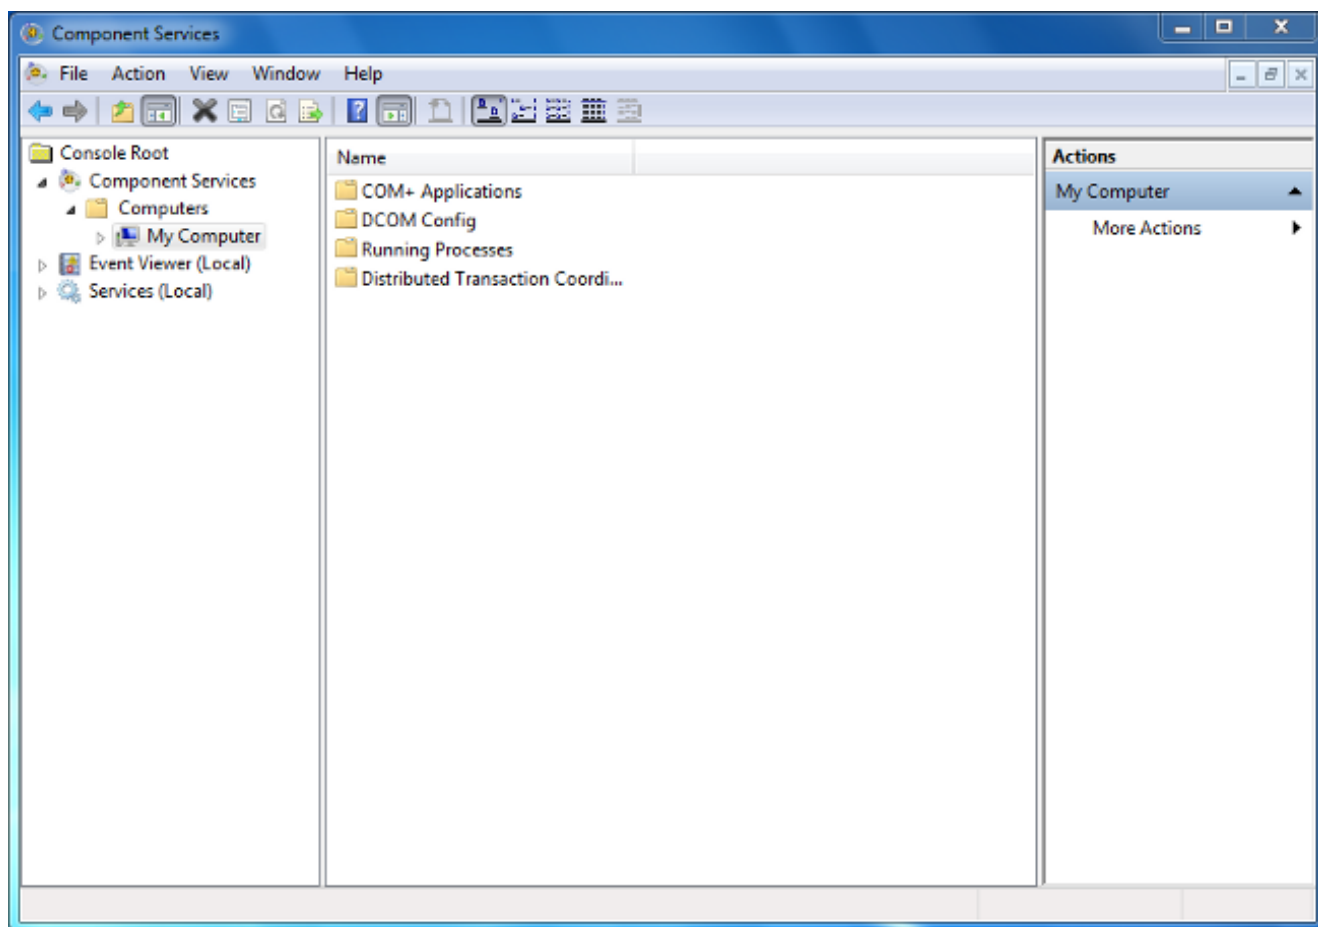 Component Services
File Action View Window Help
Console Root
Component Services
Computers
My Computer
Event Viewer (Local)
Services (Local)
Name
COM+ Applications
DCOM Config
Running Processes
Distributed Transaction Coordi...
Actions
My Computer
More Actions